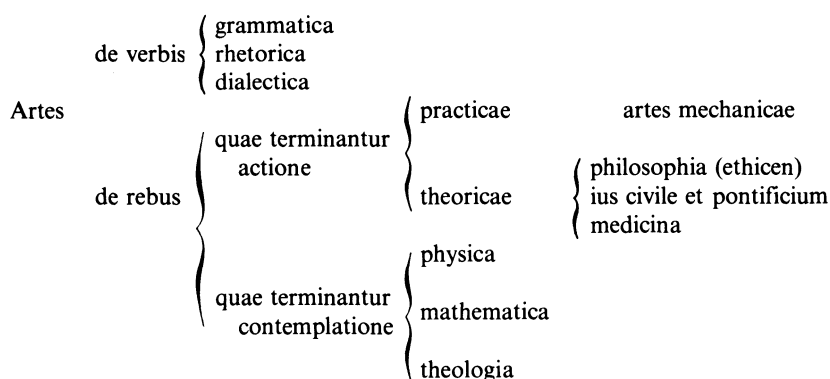 grammatica
de verbis rhetorica
dialectica
Artes practicae artes mechanicae
quae terminantur
actione philosophia (ethicen)
de rebus theoricae ius civile et pontificium
medicina
physica
quae terminantur
contemplatione mathematica
theologia